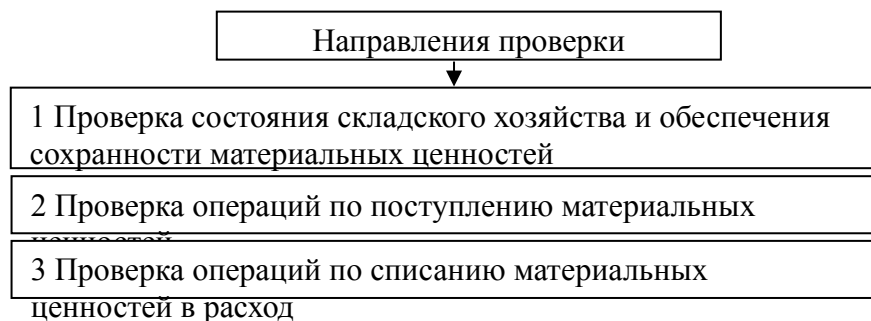 Направления проверки
1 Проверка состояния складского хозяйства и обеспечения
сохранности материальных ценностей
2 Проверка операций по поступлению материальных
ценностей
3 Проверка операций по списанию материальных
ценностей в расход